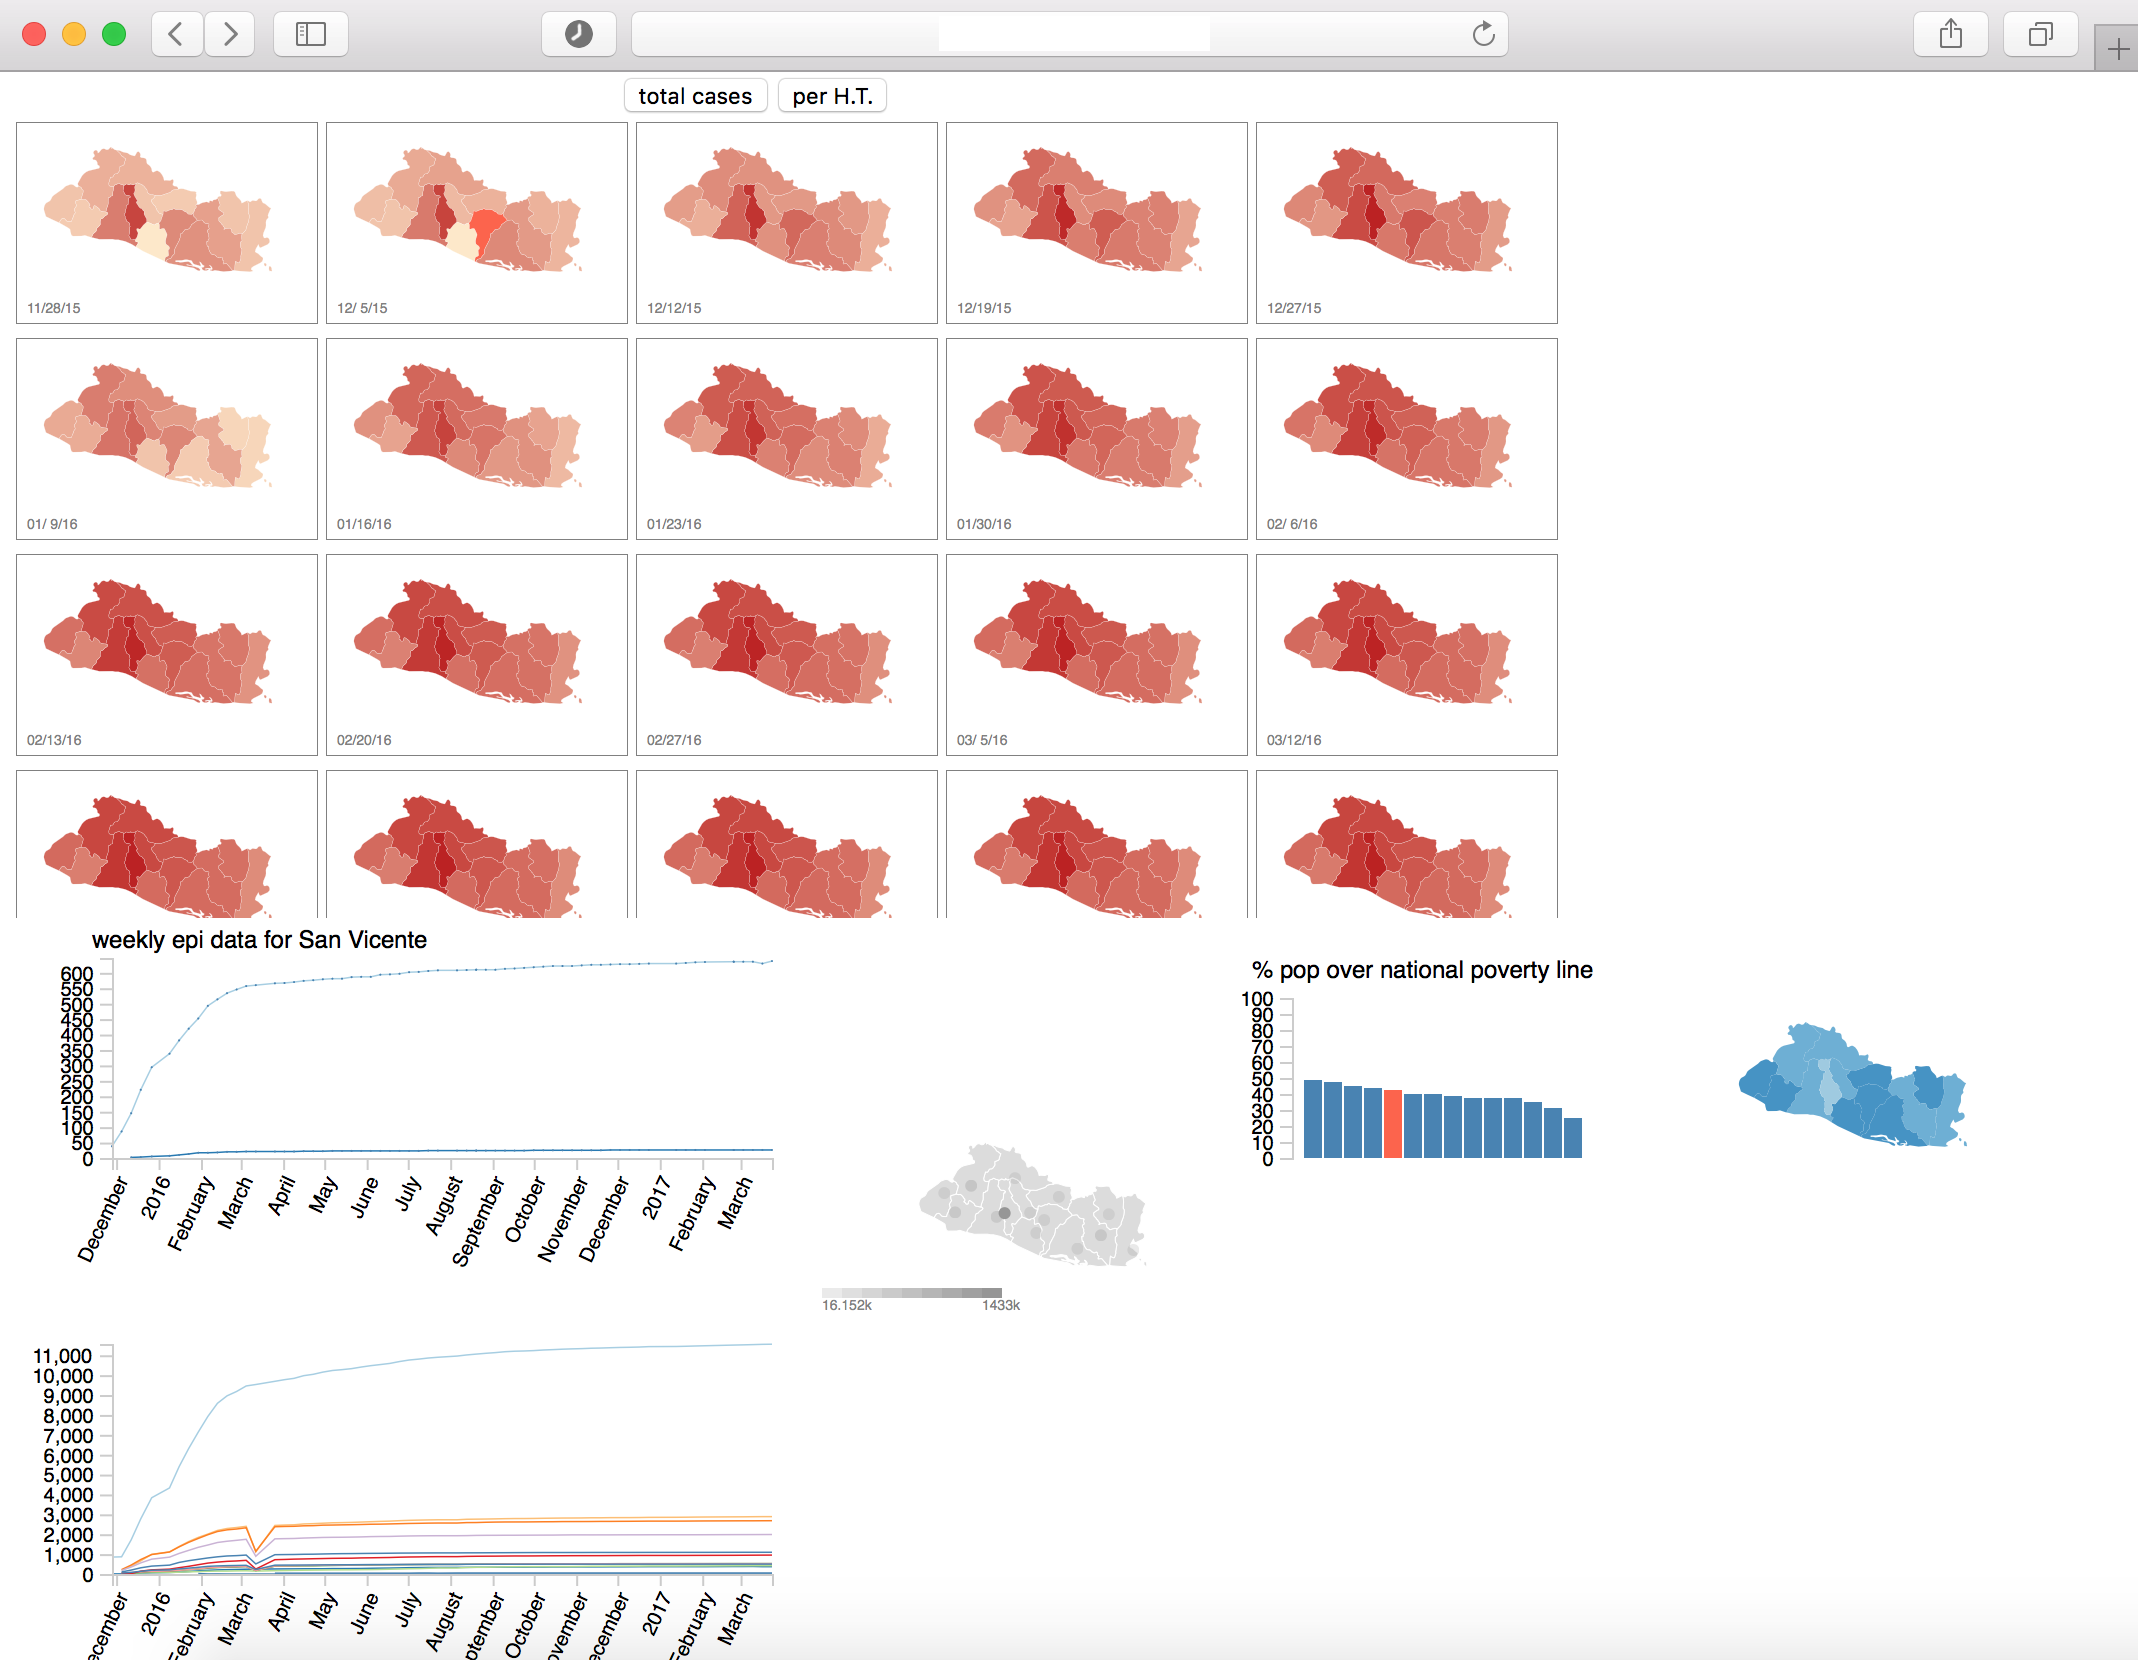 total cases
per H.T.
11/28/15
12/ 5/15
12/12/15
12/19/15
12/27/15
01/ 9/16
01/16/16
01/23/16
01/30/16
02/ 6/16
02/13/16
02/20/16
02/27/16
03/ 5/16
03/12/16
weekly epi data for San Vicente
600
550
500
450
400
350
300
250
200
150
100
50
0
December
2016
February
March
April
May
June
July
August
September
October
November
December
2017
February
March
16.152k
1433k
% pop over national poverty line
100
90
80
70
60
50
40
30
20
10
0
11,000
10,000
9,000
8,000
7,000
6,000
5,000
4,000
3,000
2,000
1,000
0
ecember
2016
February
March
April
May
June
July
August
ptember
October
ovember
ecember
2017
February
March